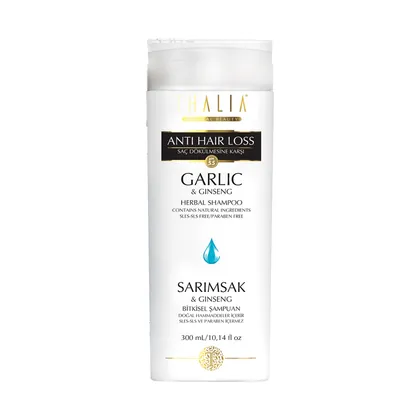 THALIA
ANTI HAIR LOSS
SAÇ DÖKÜLMESİNE KARŞI
5.5
GARLIC
& GINSENG
HERBAL SHAMPOO
CONTAINS NATURAL INGREDIENTS
SLES-SLS FREE/PARABEN FREE
SARIMSAK
& GINSENG
BİTKİSEL ŞAMPUAN
DOĞAL HAMMADDELER İÇERİR
SLES-SLS VE PARABEN İÇERMEZ
300 mL/10,14 fl oz